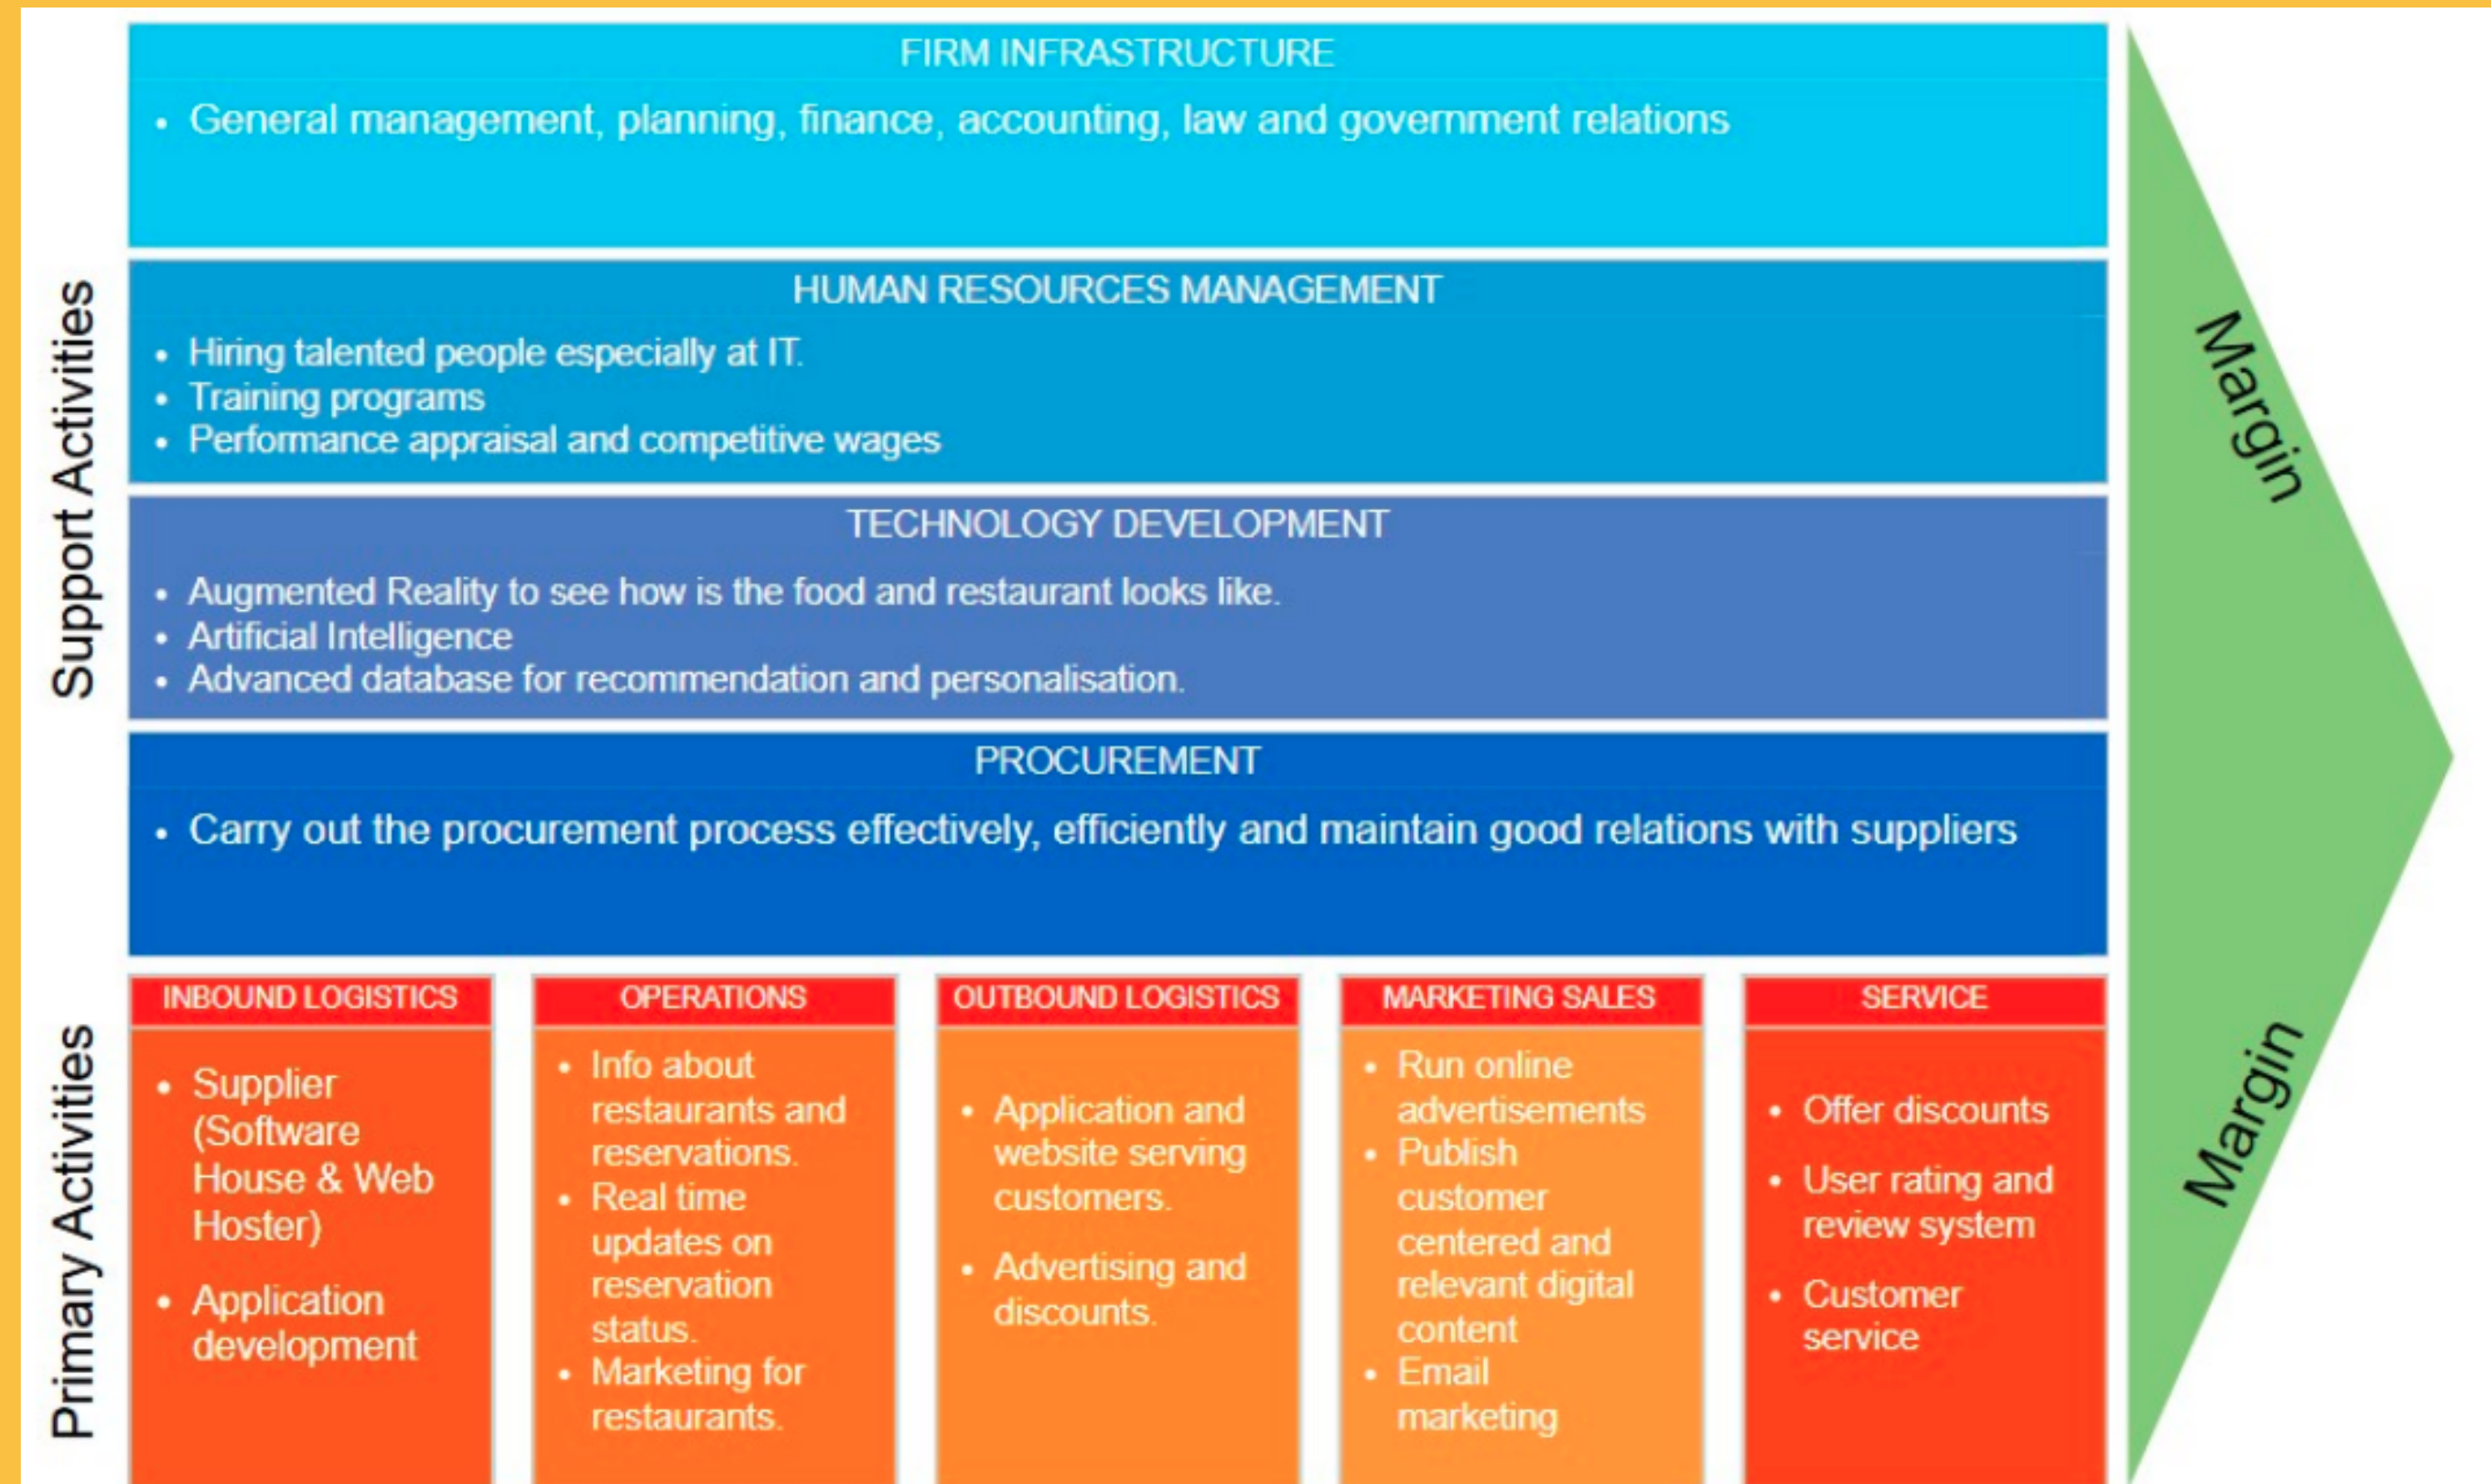 FIRM INFRASTRUCTURE
• General management, planning, finance, accounting, law and government relations
Support Activities
HUMAN RESOURCES MANAGEMENT
• Hiring talented people especially at IT.
• Training programs
• Performance appraisal and competitive wages
TECHNOLOGY DEVELOPMENT
• Augmented Reality to see how is the food and restaurant looks like.
• Artificial Intelligence
• Advanced database for recommendation and personalisation.
PROCUREMENT
• Carry out the procurement process effectively, efficiently and maintain good relations with suppliers
Primary Activities
INBOUND LOGISTICS
• Supplier
(Software
House & Web
Hoster)
• Application
development
OPERATIONS
• Info about
restaurants and
reservations.
• Real time
updates on
reservation
status.
• Marketing for
restaurants.
OUTBOUND LOGISTICS
• Application and
website serving
customers.
• Advertising and
discounts.
MARKETING SALES
• Run online
advertisements
• Publish
customer
centered and
relevant digital
content
• Email
marketing
SERVICE
• Offer discounts
• User rating and
review system
• Customer
service
Margin
Margin